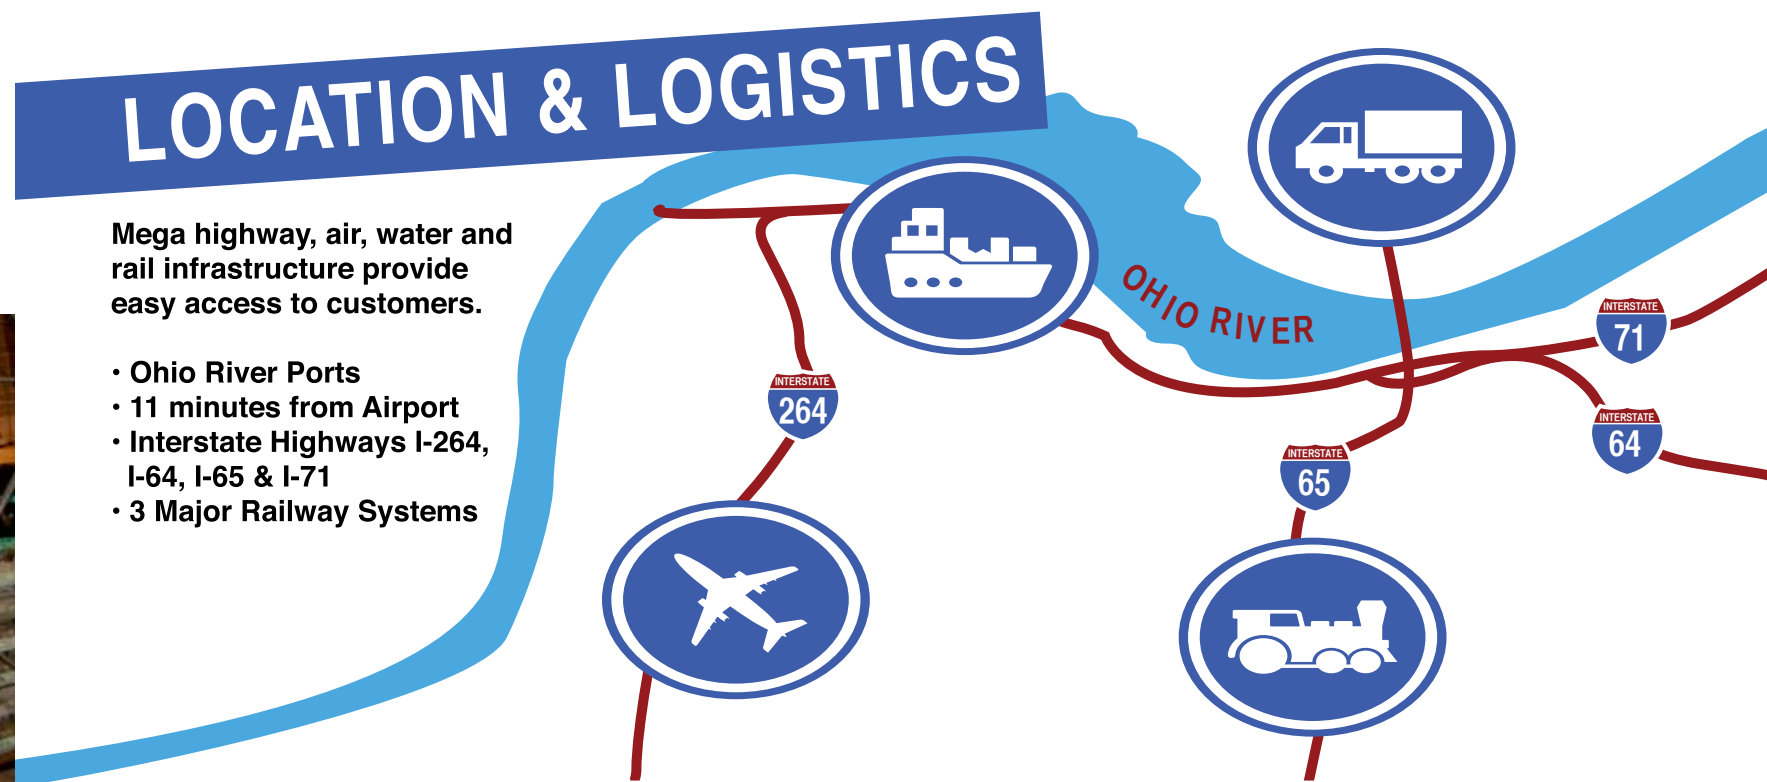 LOCATION & LOGISTICS
Mega highway, air, water and
rail infrastructure provide
easy access to customers.
· Ohio River Ports
· 11 minutes from Airport
· Interstate Highways I-264,
I-64, I-65 & I-71
· 3 Major Railway Systems
OHIO RIVER
INTERSTATE
71
INTERSTATE
264
INTERSTATE
64
INTERSTATE
65